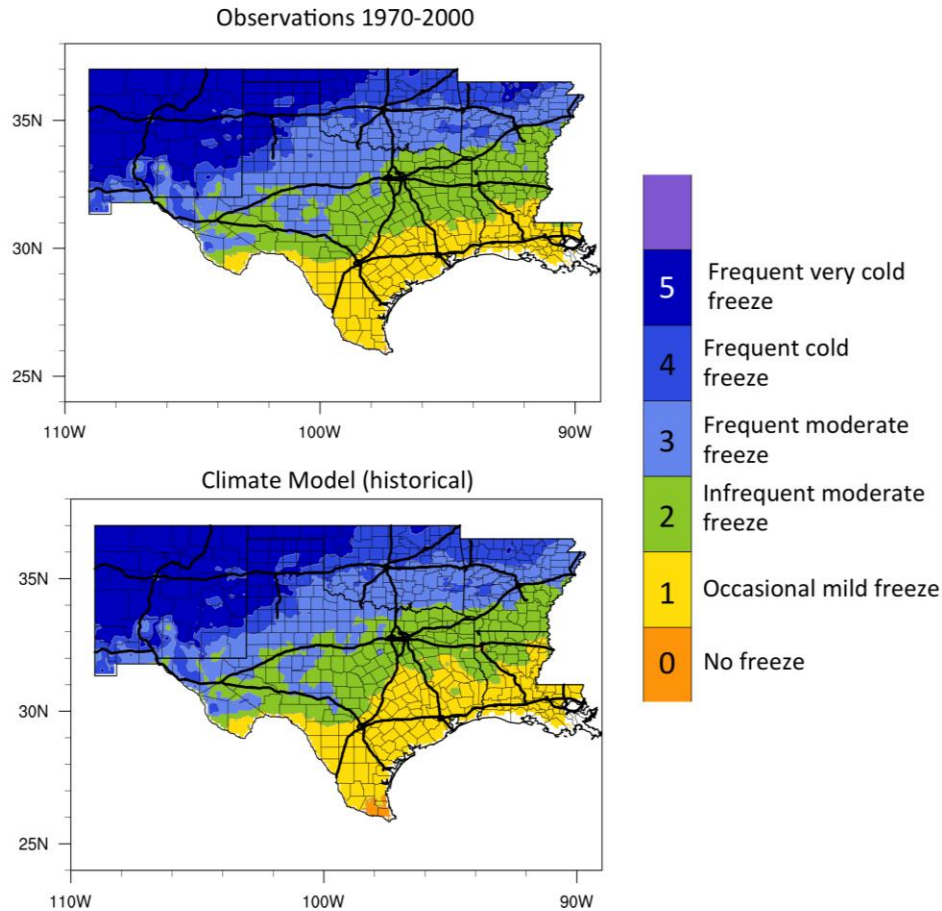 Observations 1970-2000
35N
30N
25N
110W
100W
90W
Climate Model (historical)
35N
30N
25N
110W
100W
90W
5
Frequent very cold
freeze
4
Frequent cold
freeze
3
Frequent moderate
freeze
2
Infrequent moderate
freeze
1
Occasional mild freeze
0
No freeze